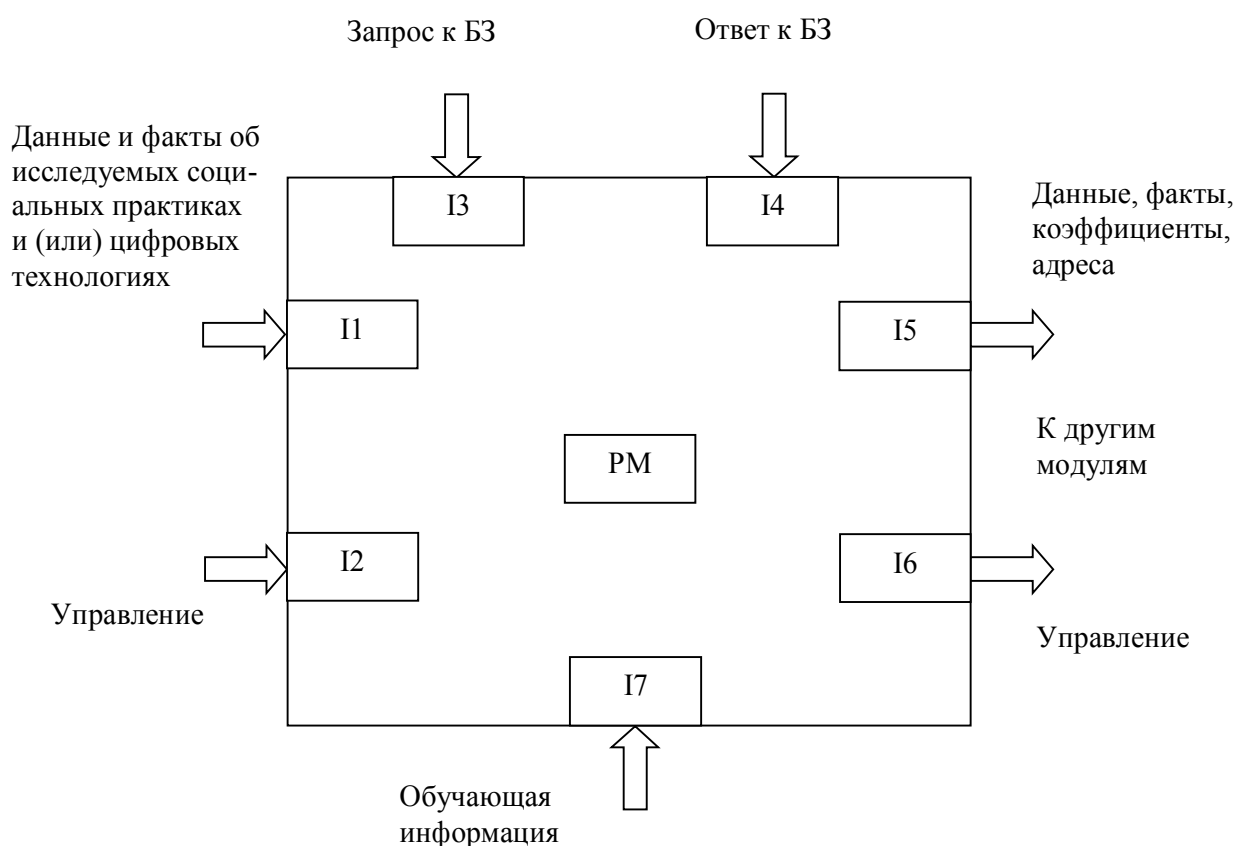 Запрос к БЗ
Ответ к БЗ
Данные и факты об
исследуемых соци-
альных практиках
и (или) цифровых
технологиях
I3
I4
Данные, факты,
коэффициенты,
адреса
I1
I5
К другим
модулям
РМ
I2
I6
Управление
Управление
I7
Обучающая
информация